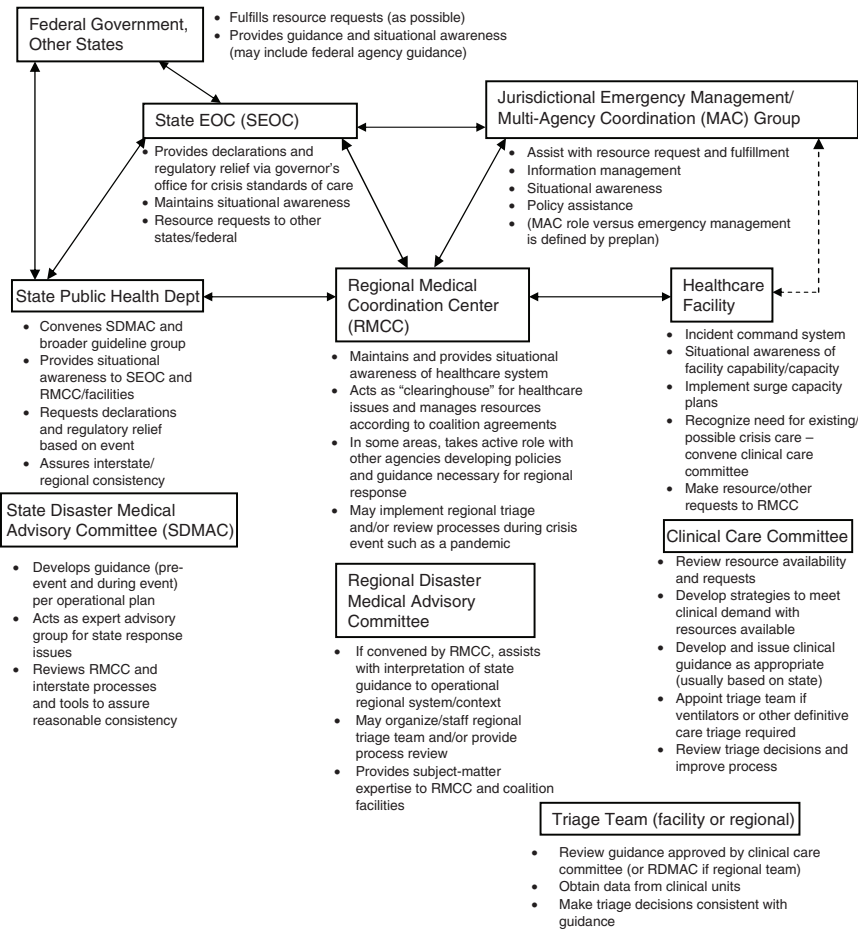 Federal Government,
Other States
• Fulfills resource requests (as possible)
• Provides guidance and situational awareness
(may include federal agency guidance)
State EOC (SEOC)
• Provides declarations and
regulatory relief via governor's
office for crisis standards of care
• Maintains situational awareness
• Resource requests to other
states/federal
Jurisdictional Emergency Management/
Multi-Agency Coordination (MAC) Group
• Assist with resource request and fulfillment
• Information management
• Situational awareness
• Policy assistance
• (MAC role versus emergency management
is defined by preplan)
State Public Health Dept
• Convenes SDMAC and
broader guideline group
• Provides situational
awareness to SEOC and
RMCC/facilities
• Requests declarations
and regulatory relief
based on event
• Assures interstate/
regional consistency
Regional Medical
Coordination Center
(RMCC)
• Maintains and provides situational
awareness of healthcare system
• Acts as “clearinghouse” for healthcare
issues and manages resources
according to coalition agreements
• In some areas, takes active role with
other agencies developing policies
and guidance necessary for regional
response
• May implement regional triage
and/or review processes during crisis
event such as a pandemic
Healthcare
Facility
• Incident command system
• Situational awareness of
facility capability/capacity
• Implement surge capacity
plans
• Recognize need for existing/
possible crisis care –
convene clinical care
committee
• Make resource/other
requests to RMCC
State Disaster Medical
Advisory Committee (SDMAC)
• Develops guidance (pre-
event and during event)
per operational plan
• Acts as expert advisory
group for state response
issues
• Reviews RMCC and
interstate processes
and tools to assure
reasonable consistency
Regional Disaster
Medical Advisory
Committee
• If convened by RMCC, assists
with interpretation of state
guidance to operational
regional system/context
• May organize/staff regional
triage team and/or provide
process review
• Provides subject-matter
expertise to RMCC and coalition
facilities
Clinical Care Committee
• Review resource availability
and requests
• Develop strategies to meet
clinical demand with
resources available
• Develop and issue clinical
guidance as appropriate
(usually based on state)
• Appoint triage team if
ventilators or other definitive
care triage required
• Review triage decisions and
improve process
Triage Team (facility or regional)
• Review guidance approved by clinical care
committee (or RDMAC if regional team)
• Obtain data from clinical units
• Make triage decisions consistent with
guidance